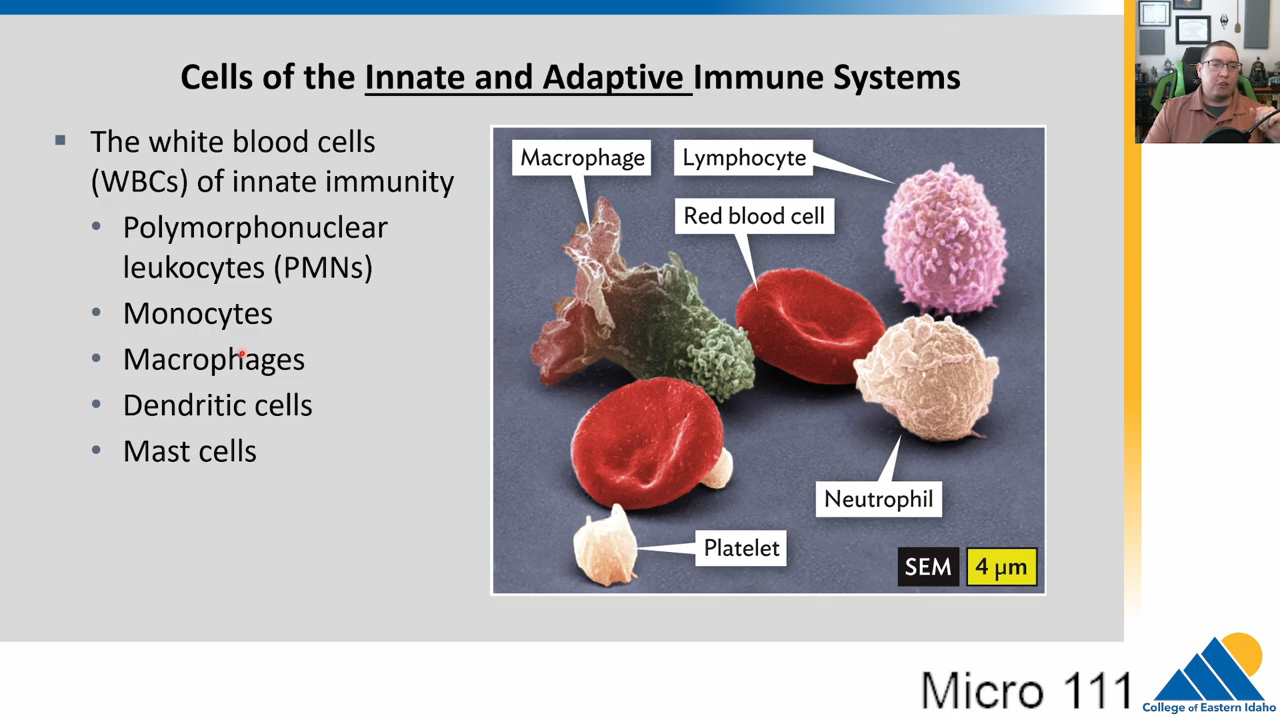 Cells of the Innate and Adaptive Immune Systems
The white blood cells
(WBCs) of innate immunity
Polymorphonuclear
leukocytes (PMNs)
Monocytes
Macrophages
Dendritic cells
Mast cells
Macrophage
Lymphocyte
Red blood cell
Neutrophil
Platelet
SEM
4 µm
Micro 111
College of Eastern Idaho